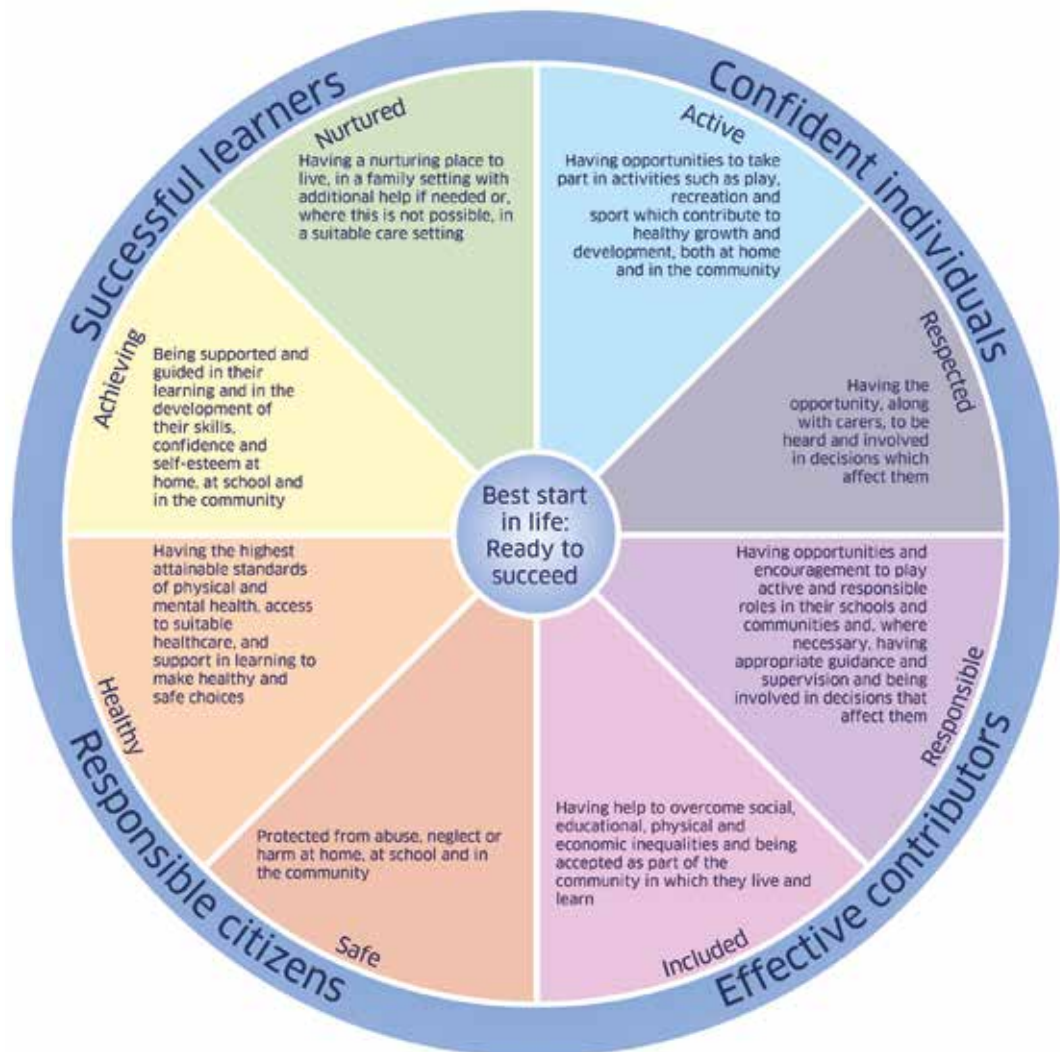 Successful learners
Confident individuals
Nurtured
Having a nurturing place to
live, in a family setting with
additional help if needed or,
where this is not possible, in
a suitable care setting
Active
Having opportunities to take
part in activities such as play,
recreation and
sport which contribute to
healthy growth and
development, both at home
and in the community
Achieving
Being supported and
guided in their
learning and in the
development of
their skills,
confidence and
self-esteem at
home, at school and
in the community
Respected
Having the
opportunity, along
with carers, to be
heard and involved
in decisions which
affect them
Best start
in life:
Ready to
succeed
Healthy
Having the highest
attainable standards
of physical and
mental health, access
to suitable
healthcare, and
support in learning to
make healthy and
safe choices
Responsible
Having opportunities and
encouragement to play
active and responsible
roles in their schools and
communities and, where
necessary, having
appropriate guidance and
supervision and being
involved in decisions that
affect them
Safe
Protected from abuse, neglect or
harm at home, at school and in
the community
Included
Having help to overcome social,
educational, physical and
economic inequalities and being
accepted as part of the
community in which they live and
learn
Responsible citizens
Effective contributors